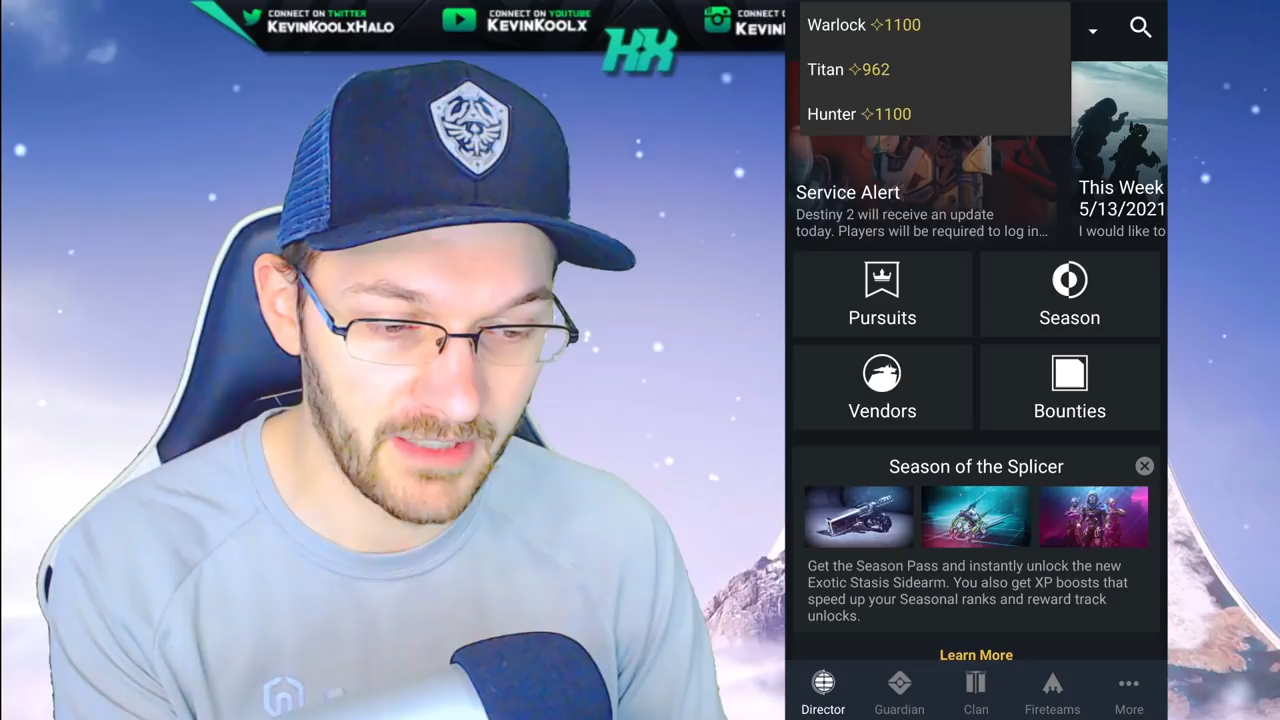 CONNECT ON TWITTER
KEVINKOOLXHALO
CONNECT ON YOUTUBE
KEVINKOOLX
KX
CONNECT
KEVIN
Warlock ✧1100
Titan ✧962
Hunter ✧1100
Service Alert
Destiny 2 will receive an update
today. Players will be required to log in...
This Week
5/13/2021
I would like to
Pursuits
Season
Vendors
Bounties
Season of the Splicer
Get the Season Pass and instantly unlock the new
Exotic Stasis Sidearm. You also get XP boosts that
speed up your Seasonal ranks and reward track
unlocks.
Learn More
Director
Guardian
Clan
Fireteams
More